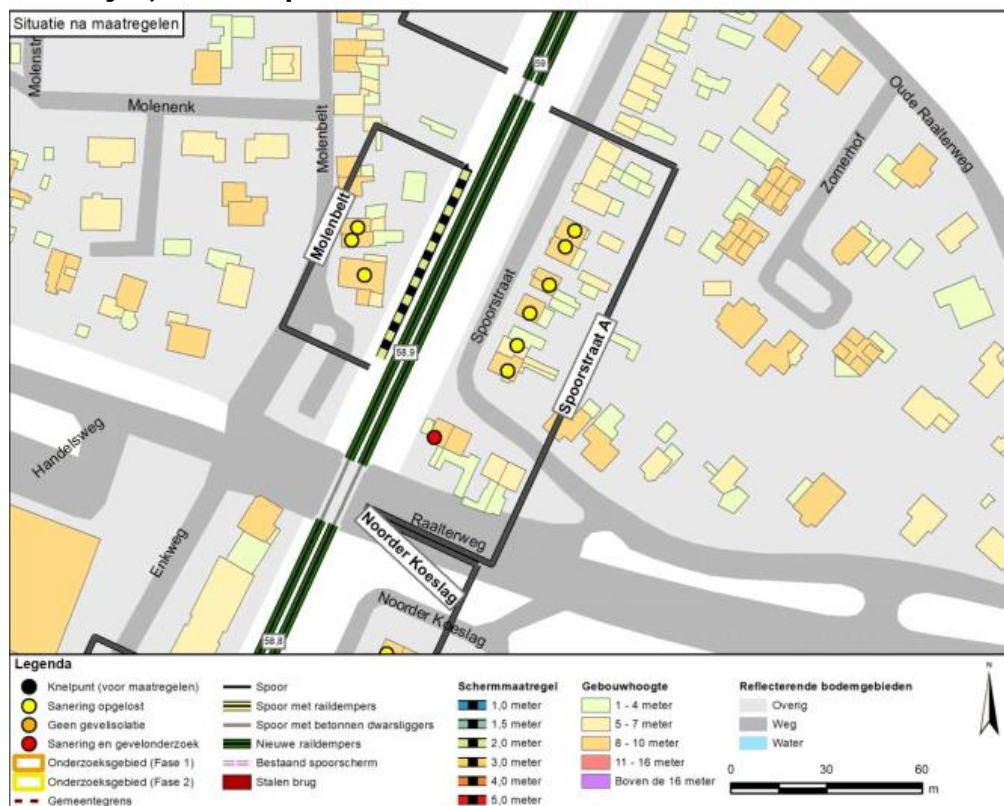 Situatie na maatregelen
Molenstr
Molenenk
Molenbelt
Molenbelt
59
Oude Raalterweg
Zomerhof
Spoorstraat
58,9
Spoorstraat A
Handelsweg
Enkweg
Raalterweg
Noorder Koeslag
Noorder Koeslag
58,8
Legenda
Knelpunt (voor maatregelen)
Sanering opgelost
Geen gevelisolatie
Sanering en gevelonderzoek
Onderzoeksgebied (Fase 1)
Onderzoeksgebied (Fase 2)
Gemeentegrens
Spoor
Spoor met raildempers
Spoor met betonnen dwarsliggers
Nieuwe raildempers
Bestaand spoorscherm
Stalen brug
Schermmaatregel
1,0 meter
1,5 meter
2,0 meter
3,0 meter
4,0 meter
5,0 meter
Gebouwhoogte
1 - 4 meter
5 - 7 meter
8 - 10 meter
11 - 16 meter
Boven de 16 meter
Reflecterende bodemgebieden
Overig
Weg
Water
N
0 30 60
m